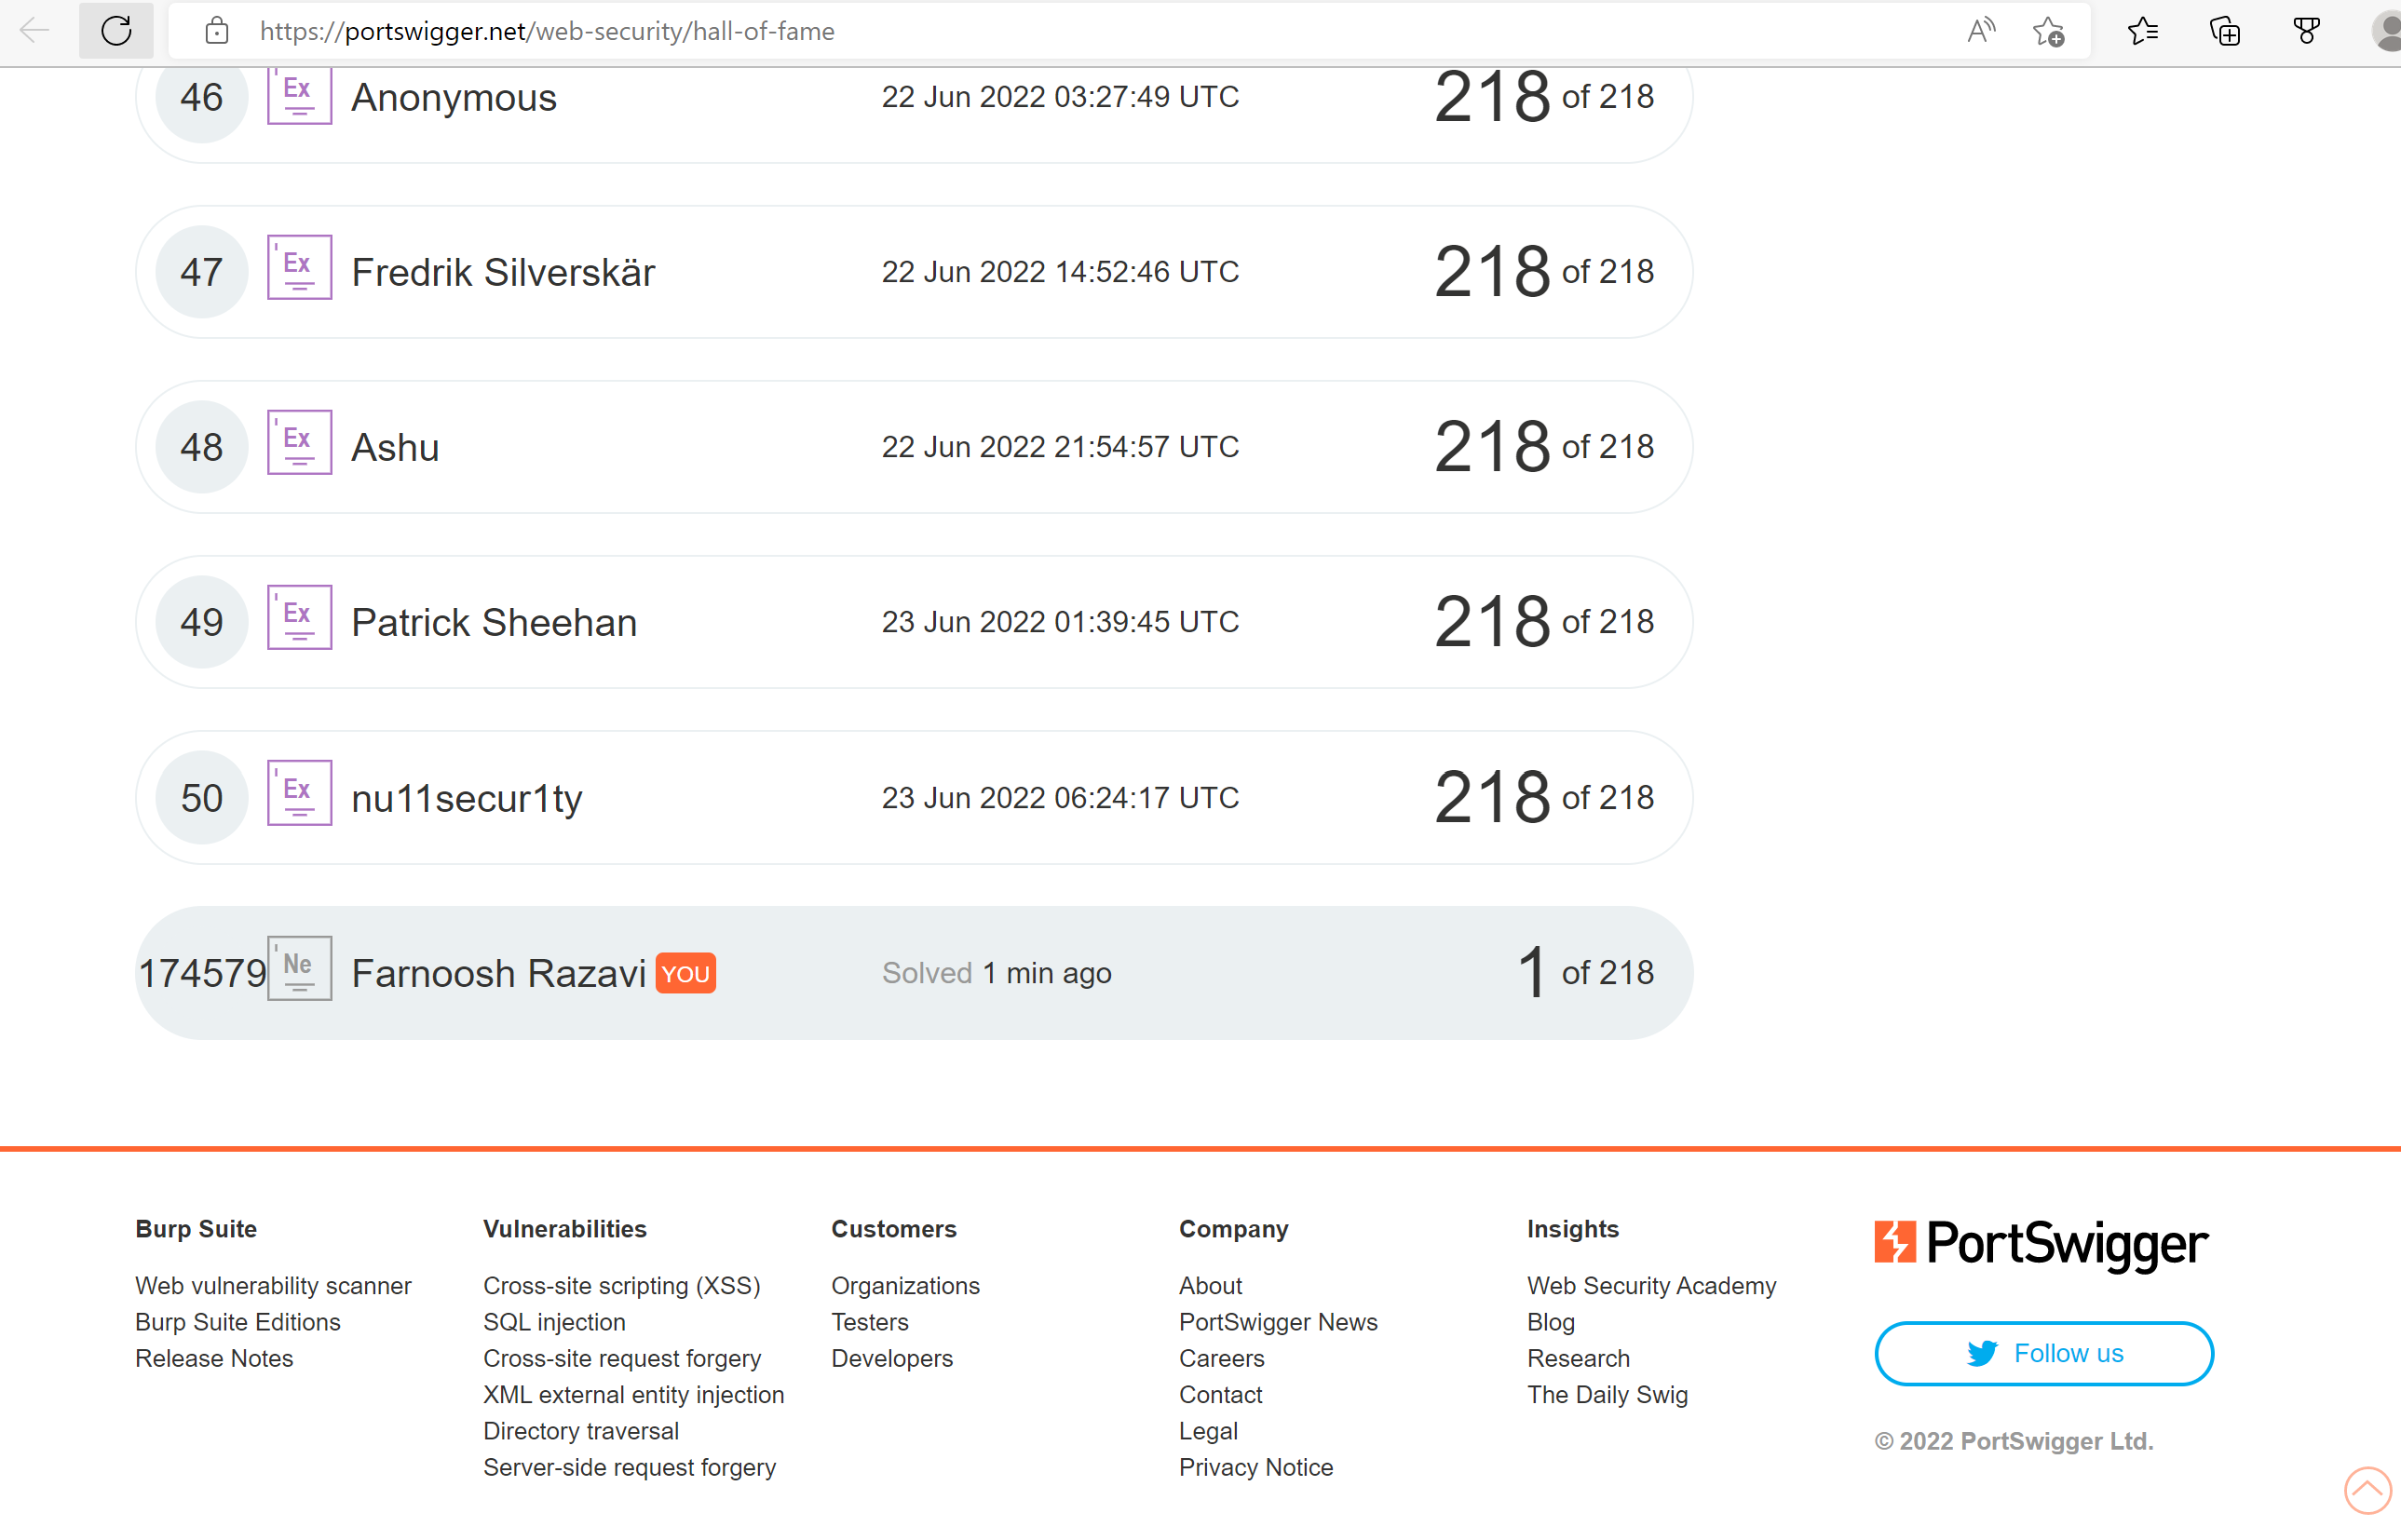 https://portswigger.net/web-security/hall-of-fame
46 Ex Anonymous 22 Jun 2022 03:27:49 UTC 218 of 218
47 Ex Fredrik Silverskär 22 Jun 2022 14:52:46 UTC 218 of 218
48 Ex Ashu 22 Jun 2022 21:54:57 UTC 218 of 218
49 Ex Patrick Sheehan 23 Jun 2022 01:39:45 UTC 218 of 218
50 Ex nu11secur1ty 23 Jun 2022 06:24:17 UTC 218 of 218
174579 Ne Farnoosh Razavi YOU Solved 1 min ago 1 of 218
Burp Suite
Web vulnerability scanner
Burp Suite Editions
Release Notes
Vulnerabilities
Cross-site scripting (XSS)
SQL injection
Cross-site request forgery
XML external entity injection
Directory traversal
Server-side request forgery
Customers
Organizations
Testers
Developers
Company
About
PortSwigger News
Careers
Contact
Legal
Privacy Notice
Insights
Web Security Academy
Blog
Research
The Daily Swig
PortSwigger
Follow us
© 2022 PortSwigger Ltd.